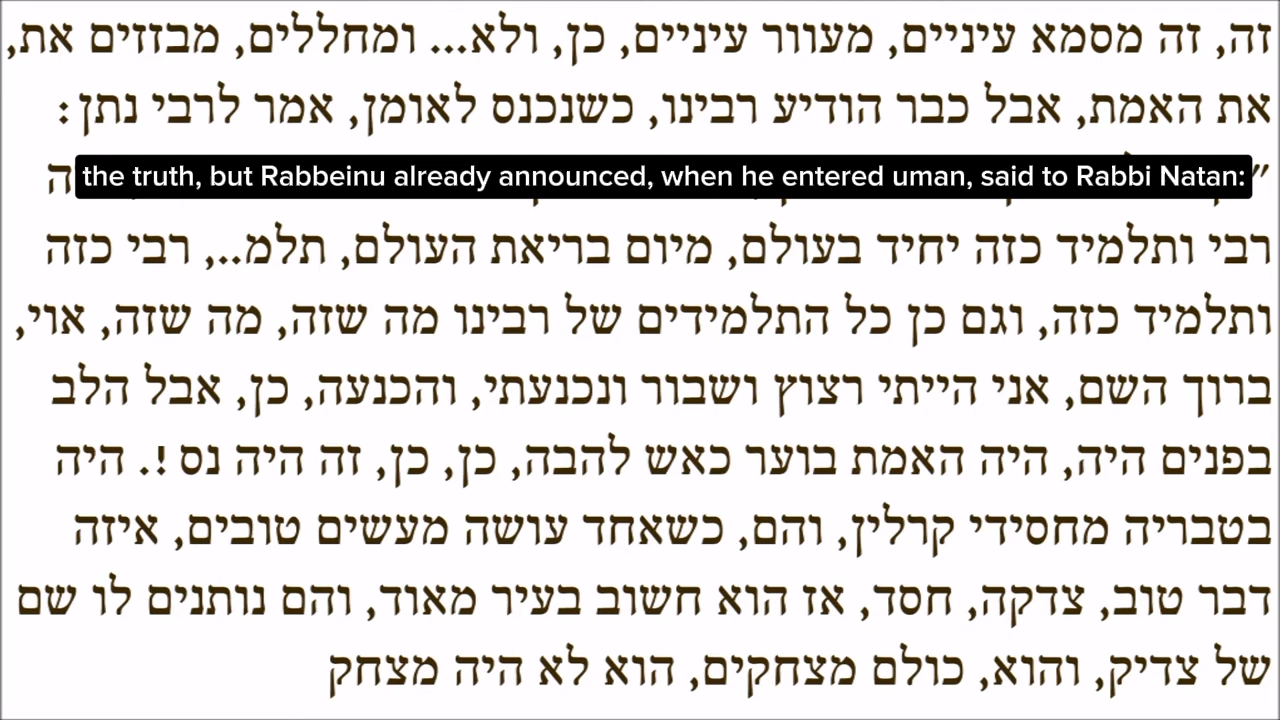 זה, זה מסמא עיניים, מעוור עיניים, כן, ולא... ומחללים, מבזזים את,
את האמת, אבל כבר הודיע רבינו, כשנכנס לאומן, אמר לרבי נתן:
the truth, but Rabbeinu already announced, when he entered uman, said to Rabbi Natan:
רבי ותלמיד כזה יחיד בעולם, מיום בריאת העולם, תלמ.., רבי כזה
ותלמיד כזה, וגם כן כל התלמידים של רבינו מה שזה, מה שזה, אוי,
ברוך השם, אני הייתי רצוץ ושבור ונכנעתי, והכנעה, כן, אבל הלב
בפנים היה, היה האמת בוער כאש להבה, כן, כן, זה היה נס !. היה
בטבריה מחסידי קרלין, והם, כשאחד עושה מעשים טובים, איזה
דבר טוב, צדקה, חסד, אז הוא חשוב בעיר מאוד, והם נותנים לו שם
של צדיק, והוא, כולם מצחקים, הוא לא היה מצחק